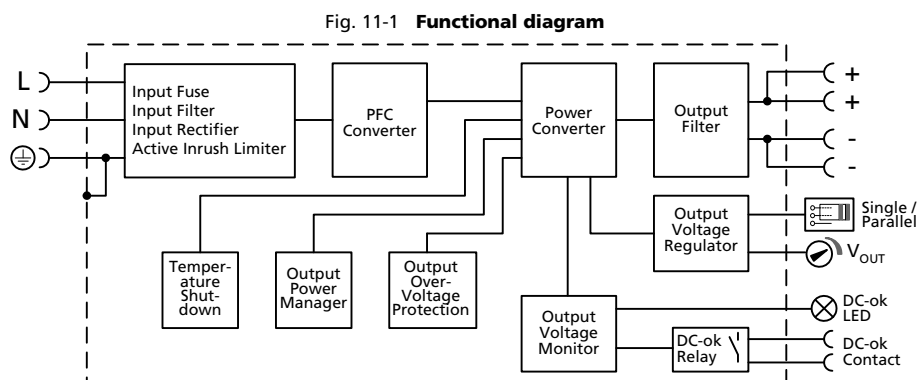 Fig. 11-1 Functional diagram
L
N
Input Fuse
Input Filter
Input Rectifier
Active Inrush Limiter
PFC
Converter
Power
Converter
Output
Filter
+
+
-
-
Output
Voltage
Regulator
Single /
Parallel
VOUT
Temper-
ature
Shut-
down
Output
Power
Manager
Output
Over-
Voltage
Protection
Output
Voltage
Monitor
DC-ok
Relay
DC-ok
LED
DC-ok
Contact